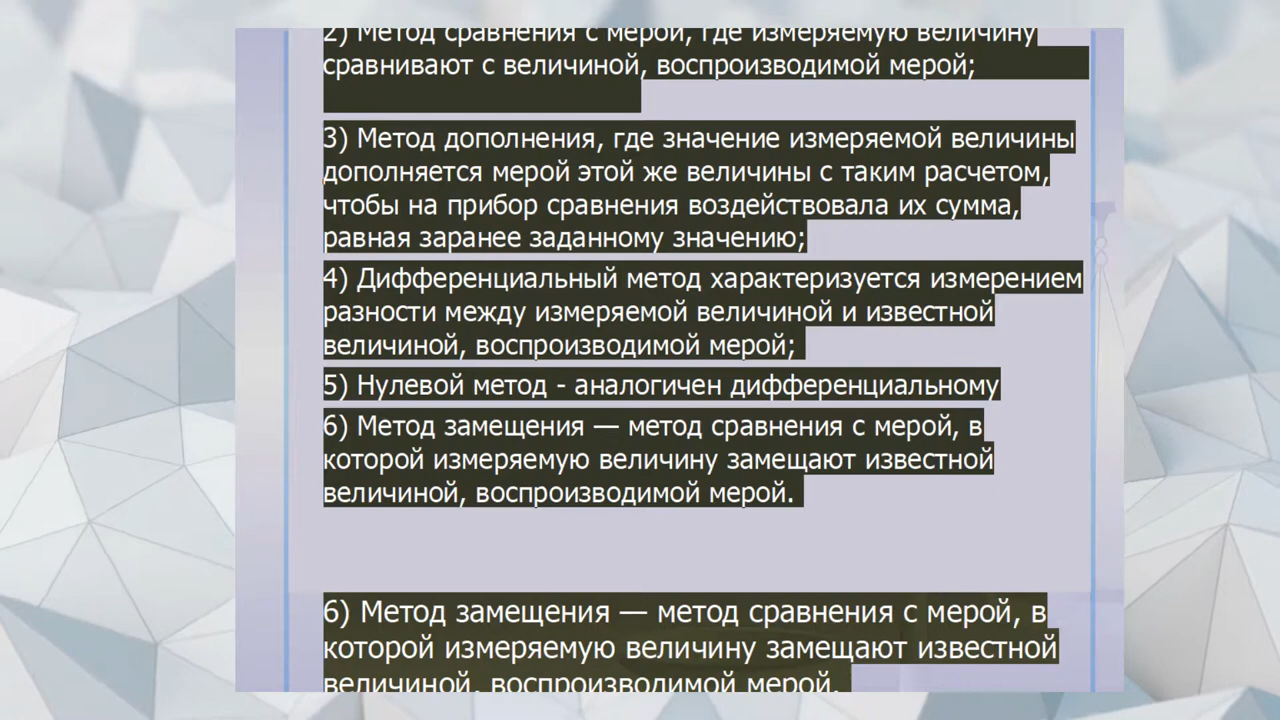 2) Метод сравнения с мерой, где измеряемую величину
сравнивают с величиной, воспроизводимой мерой;
3) Метод дополнения, где значение измеряемой величины
дополняется мерой этой же величины с таким расчетом,
чтобы на прибор сравнения воздействовала их сумма,
равная заранее заданному значению;
4) Дифференциальный метод характеризуется измерением
разности между измеряемой величиной и известной
величиной, воспроизводимой мерой;
5) Нулевой метод - аналогичен дифференциальному
6) Метод замещения — метод сравнения с мерой, в
которой измеряемую величину замещают известной
величиной, воспроизводимой мерой.
6) Метод замещения — метод сравнения с мерой, в
которой измеряемую величину замещают известной
величиной, воспроизводимой мерой.